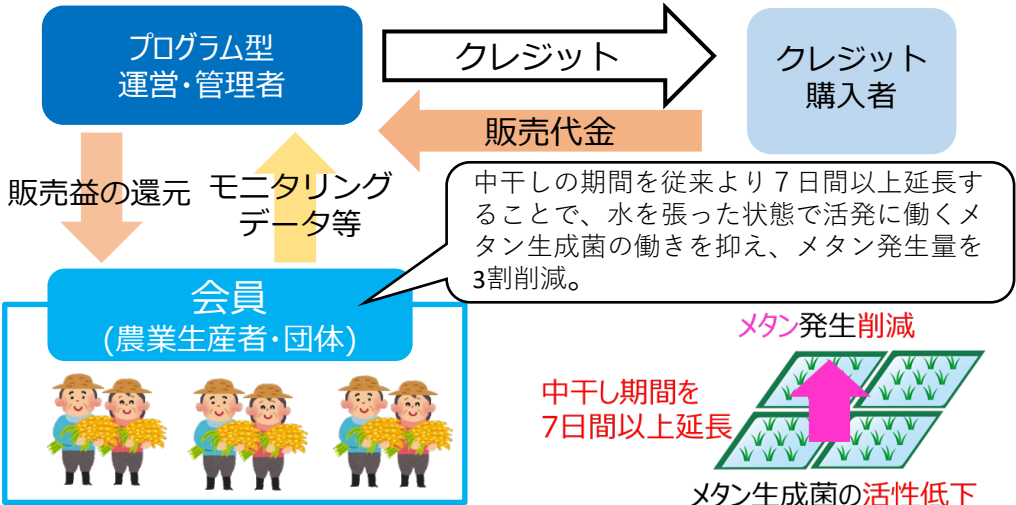 プログラム型
運営・管理者
クレジット
クレジット
購入者
販売代金
販売益の還元
モニタリング
データ等
中干しの期間を従来より７日間以上延長す
ることで、水を張った状態で活発に働くメ
タン生成菌の働きを抑え、メタン発生量を
3割削減。
会員
(農業生産者・団体)
メタン発生削減
中干し期間を
7日間以上延長
メタン生成菌の活性低下